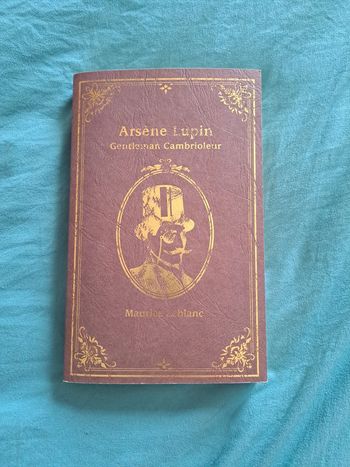 Arsène Lupin
Gentleman Cambrioleur
Maurice Leblanc